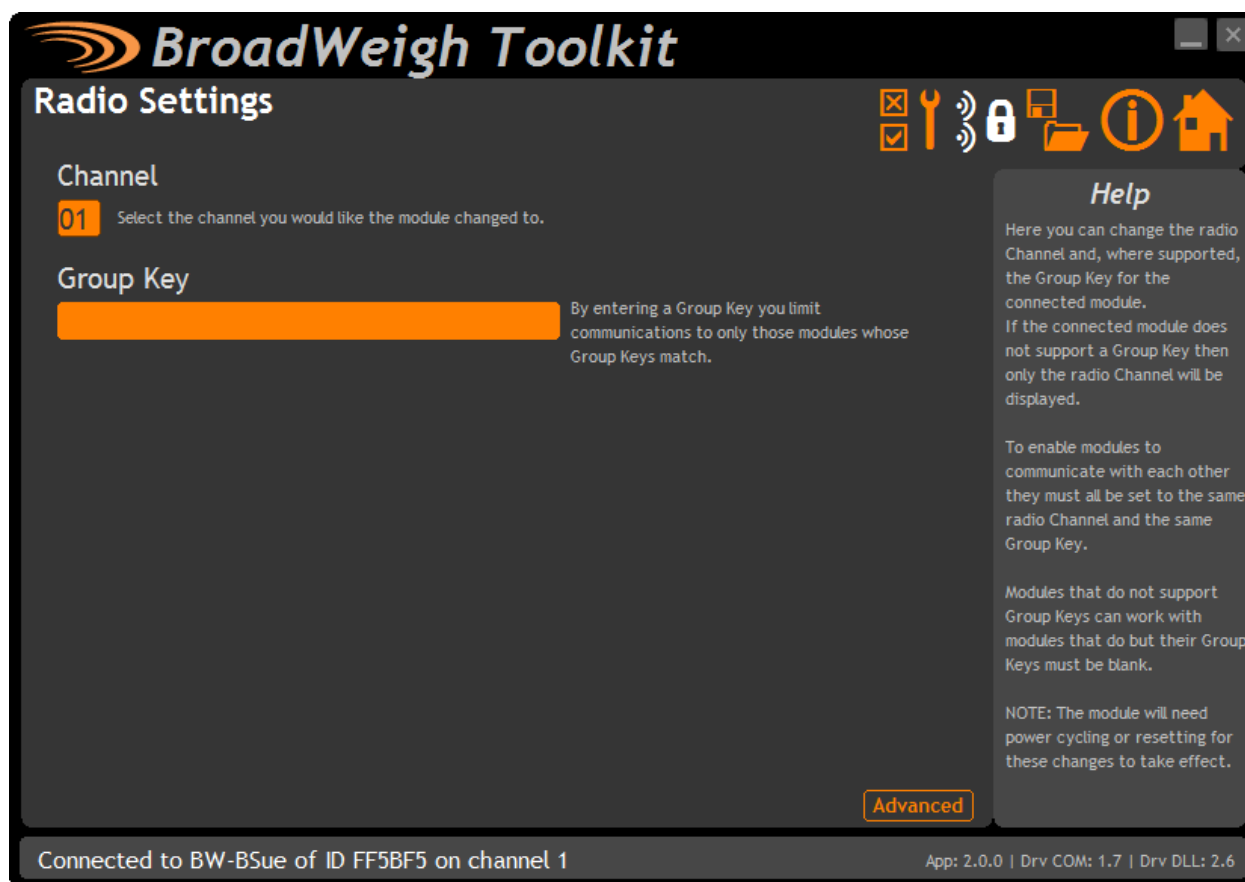 BroadWeigh Toolkit
Radio Settings
Channel
01
Select the channel you would like the module changed to.
Group Key
By entering a Group Key you limit
communications to only those modules whose
Group Keys match.
Advanced
Help
Here you can change the radio
Channel and, where supported,
the Group Key for the
connected module.
If the connected module does
not support a Group Key then
only the radio Channel will be
displayed.
To enable modules to
communicate with each other
they must all be set to the same
radio Channel and the same
Group Key.
Modules that do not support
Group Keys can work with
modules that do but their Group
Keys must be blank.
NOTE: The module will need
power cycling or resetting for
these changes to take effect.
Connected to BW-BSue of ID FF5BF5 on channel 1
App: 2.0.0 | Drv COM: 1.7 | Drv DLL: 2.6